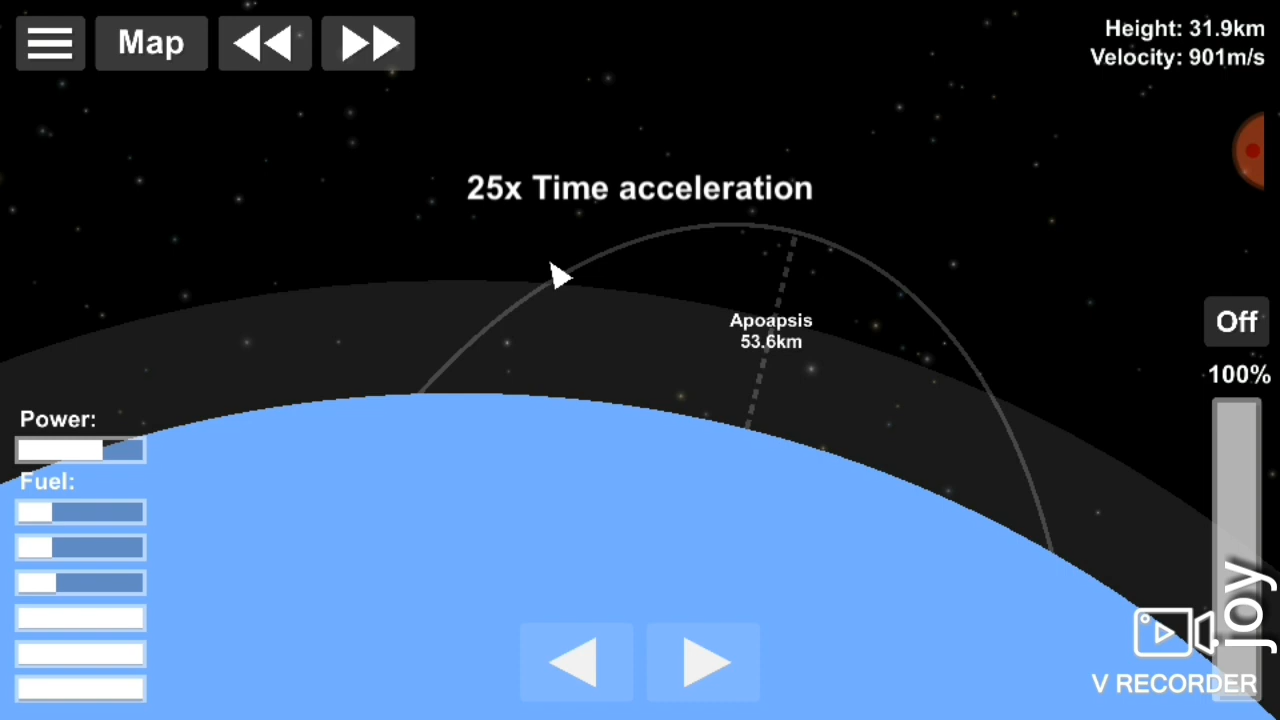 Map
Height: 31.9km
Velocity: 901m/s
25x Time acceleration
Apoapsis
53.6km
Off
100%
Power:
Fuel:
joy
V RECORDER